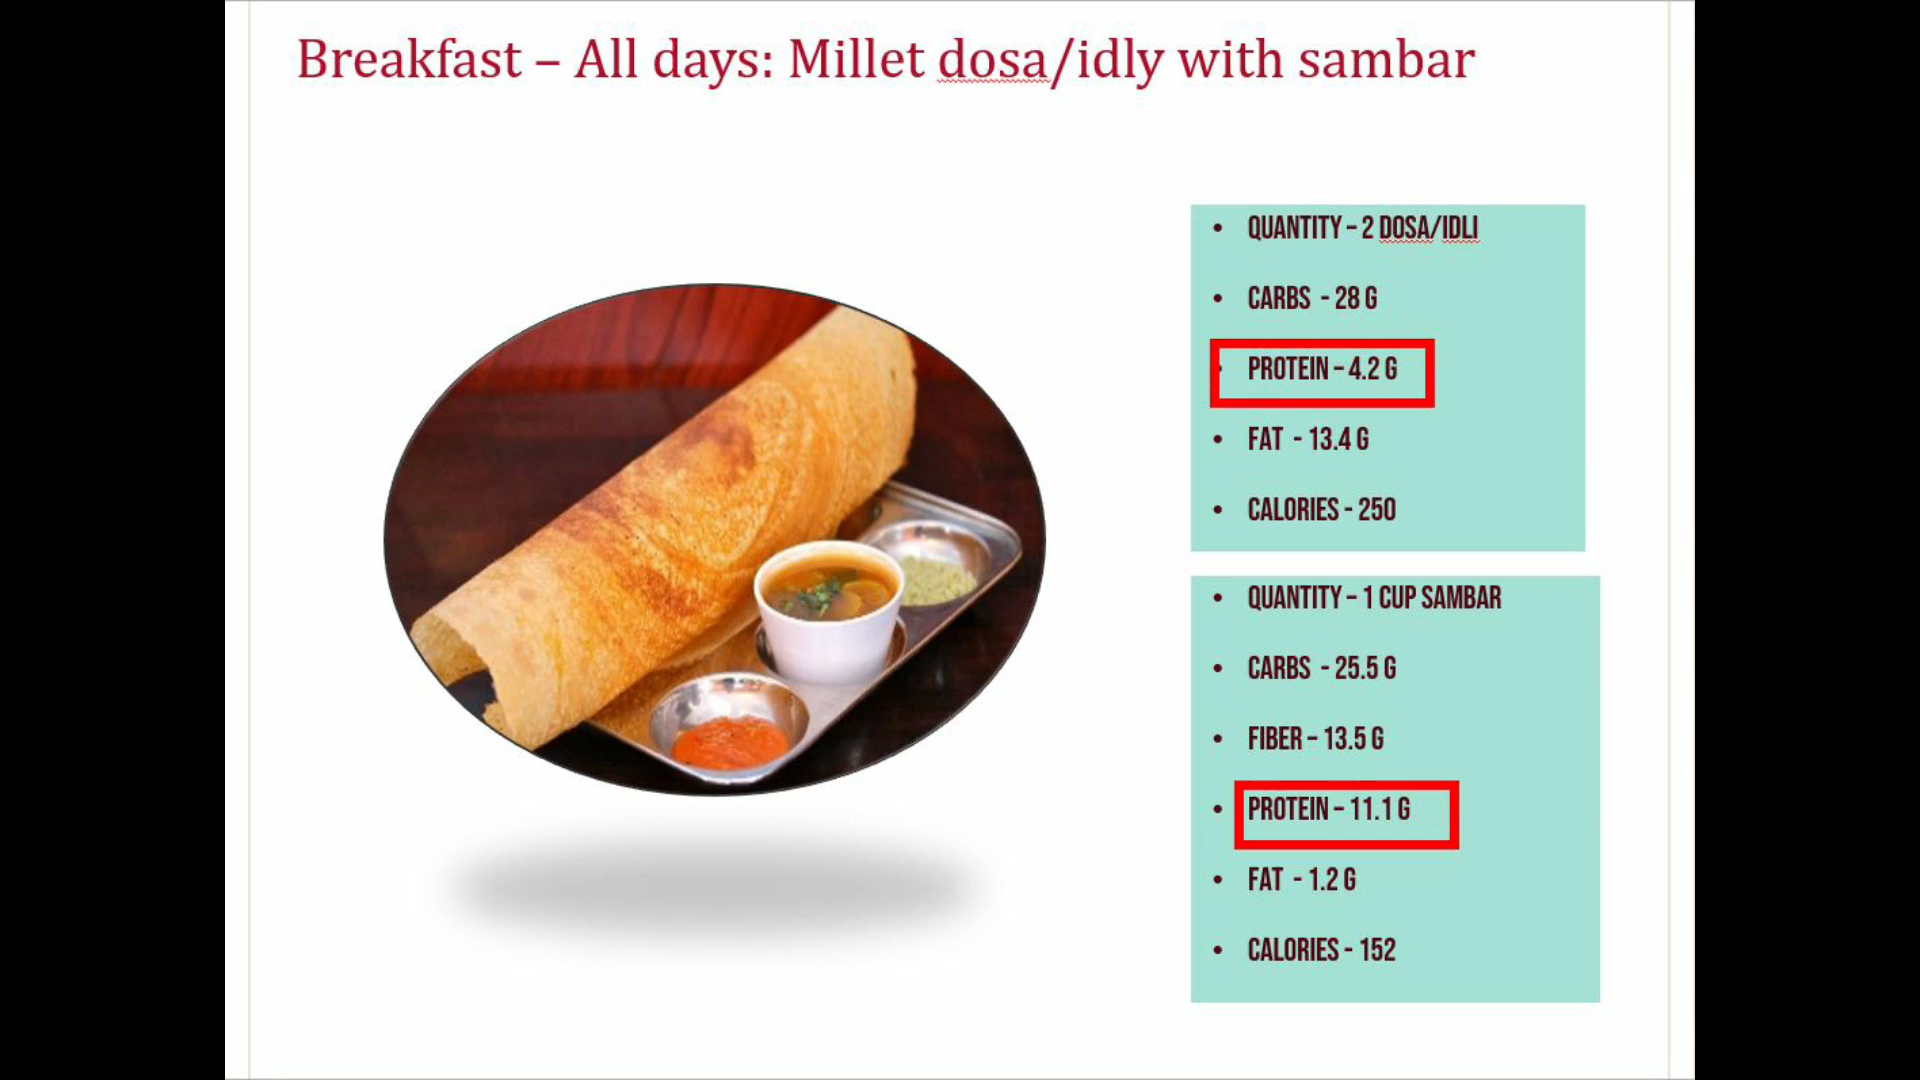 Breakfast – All days: Millet dosa/idly with sambar
• QUANTITY – 2 DOSA/IDLI
• CARBS - 28 G
• PROTEIN – 4.2 G
• FAT - 13.4 G
• CALORIES - 250
• QUANTITY – 1 CUP SAMBAR
• CARBS - 25.5 G
• FIBER – 13.5 G
• PROTEIN – 11.1 G
• FAT - 1.2 G
• CALORIES - 152